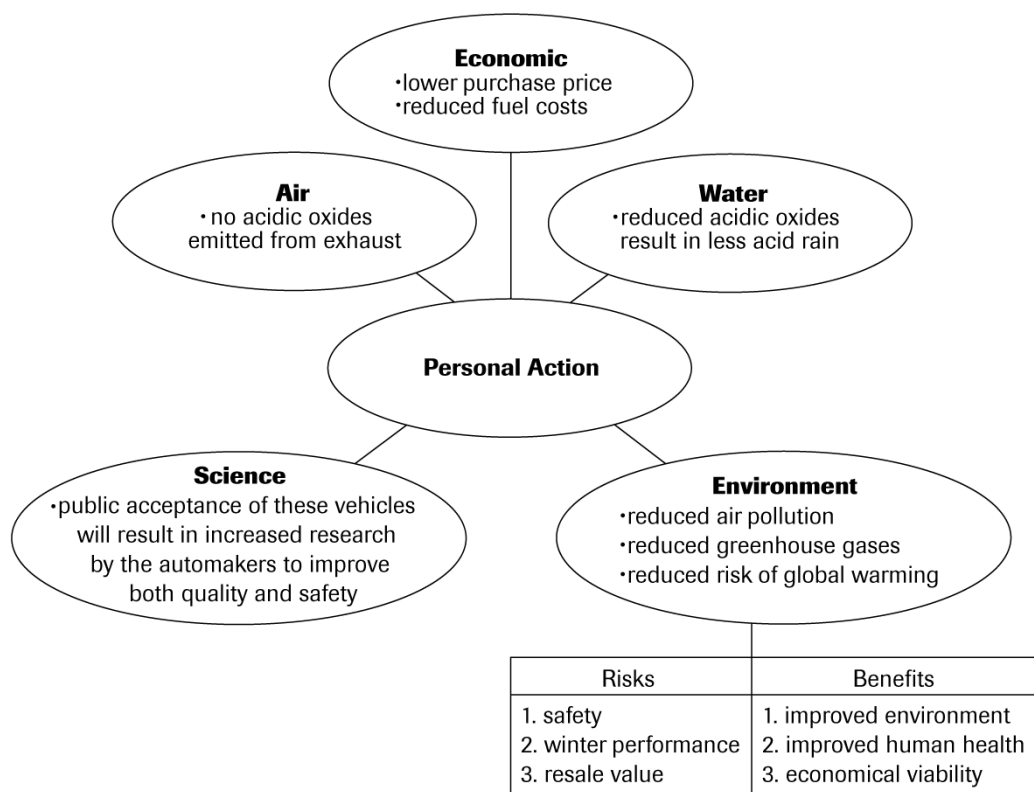 Economic
•lower purchase price
•reduced fuel costs
Air
•no acidic oxides
emitted from exhaust
Water
•reduced acidic oxides
result in less acid rain
Personal Action
Science
•public acceptance of these vehicles
will result in increased research
by the automakers to improve
both quality and safety
Environment
•reduced air pollution
•reduced greenhouse gases
•reduced risk of global warming
Risks
1. safety
2. winter performance
3. resale value
Benefits
1. improved environment
2. improved human health
3. economical viability